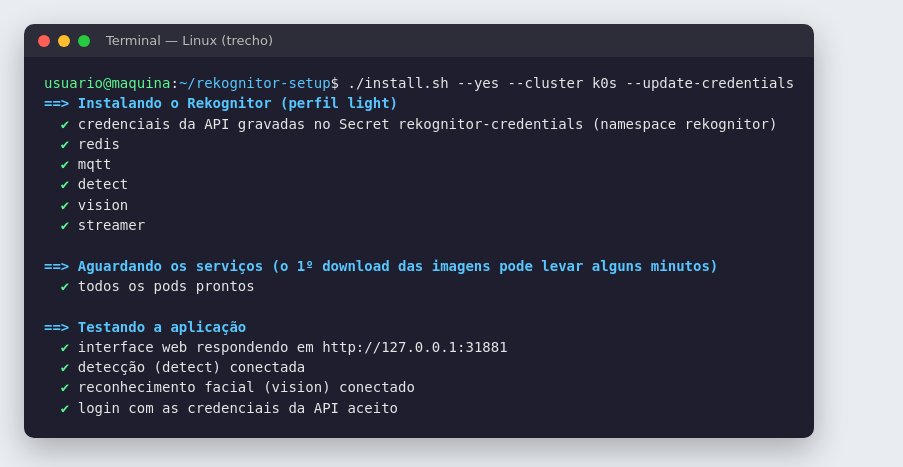 Terminal — Linux (trecho)
usuario@maquina:~/rekognitor-setup$ ./install.sh --yes --cluster k0s --update-credentials
==> Instalando o Rekognitor (perfil light)
✔ credenciais da API gravadas no Secret rekognitor-credentials (namespace rekognitor)
✔ redis
✔ mqtt
✔ detect
✔ vision
✔ streamer
==> Aguardando os serviços (o 1º download das imagens pode levar alguns minutos)
✔ todos os pods prontos
==> Testando a aplicação
✔ interface web respondendo em http://127.0.0.1:31881
✔ detecção (detect) conectada
✔ reconhecimento facial (vision) conectado
✔ login com as credenciais da API aceito